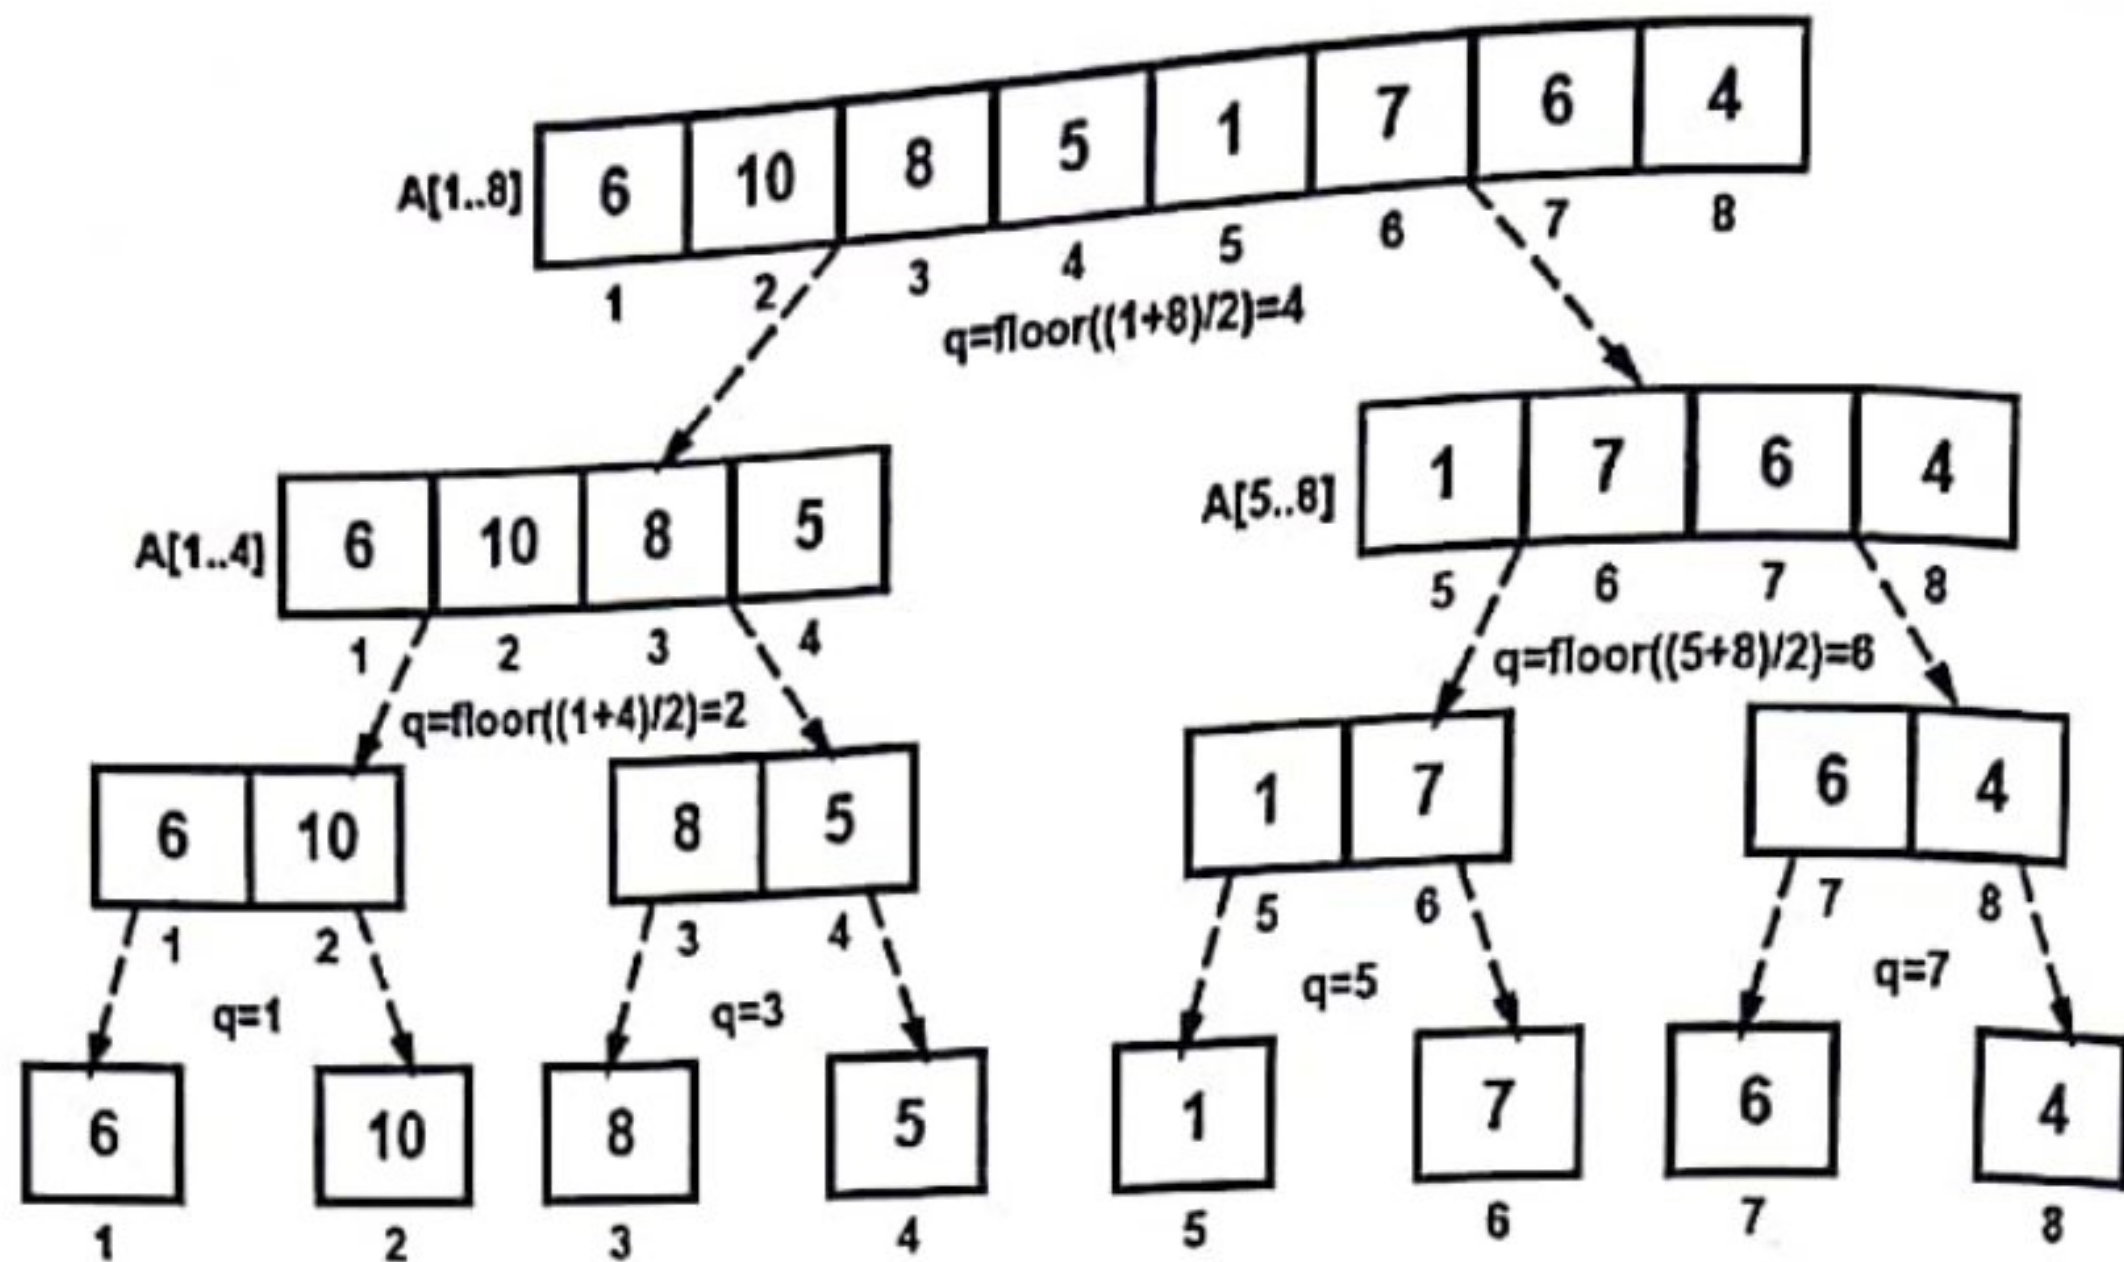 A[1..8] 6 10 8 5 1 7 6 4
1 2 3 4 5 6 7 8
q=floor((1+8)/2)=4
A[1..4] 6 10 8 5
1 2 3 4
q=floor((1+4)/2)=2
A[5..8] 1 7 6 4
5 6 7 8
q=floor((5+8)/2)=6
6 10
1 2
q=1
8 5
3 4
q=3
1 7
5 6
q=5
6 4
7 8
q=7
6 10 8 5 1 7 6 4
1 2 3 4 5 6 7 8